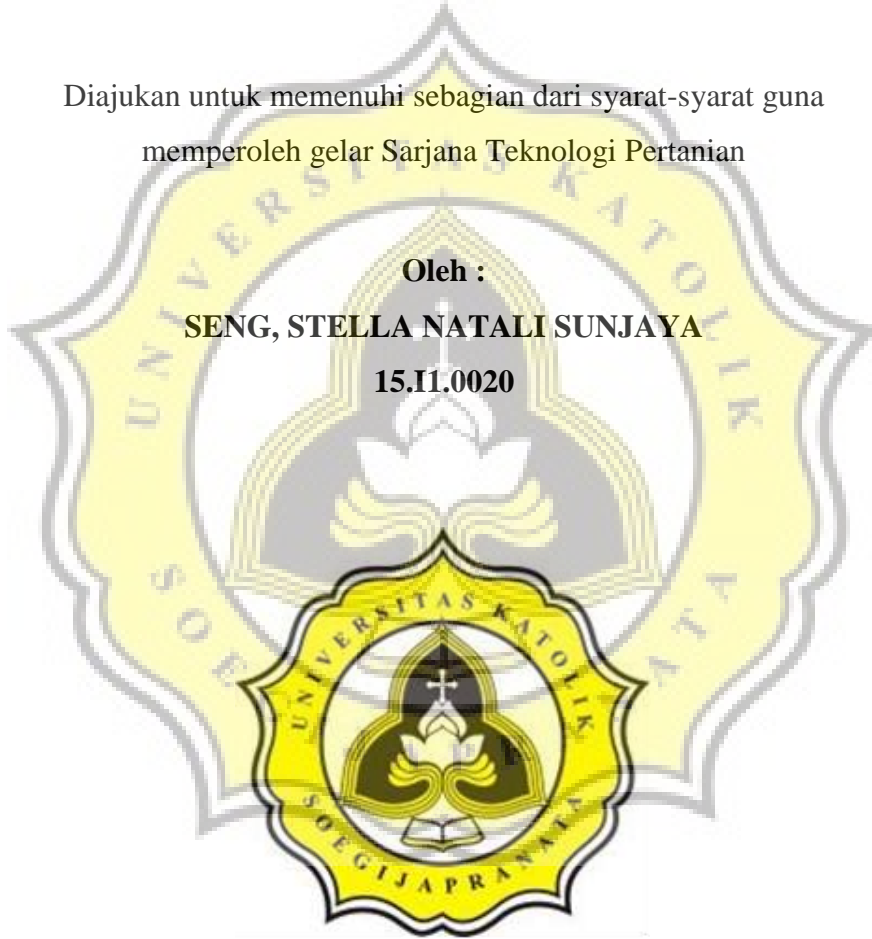 Diajukan untuk memenuhi sebagian dari syarat-syarat guna
memperoleh gelar Sarjana Teknologi Pertanian
Oleh :
SENG, STELLA NATALI SUNJAYA
15.I1.0020
UNIVERSITAS KATOLIK
SOEGIJAPRANATA